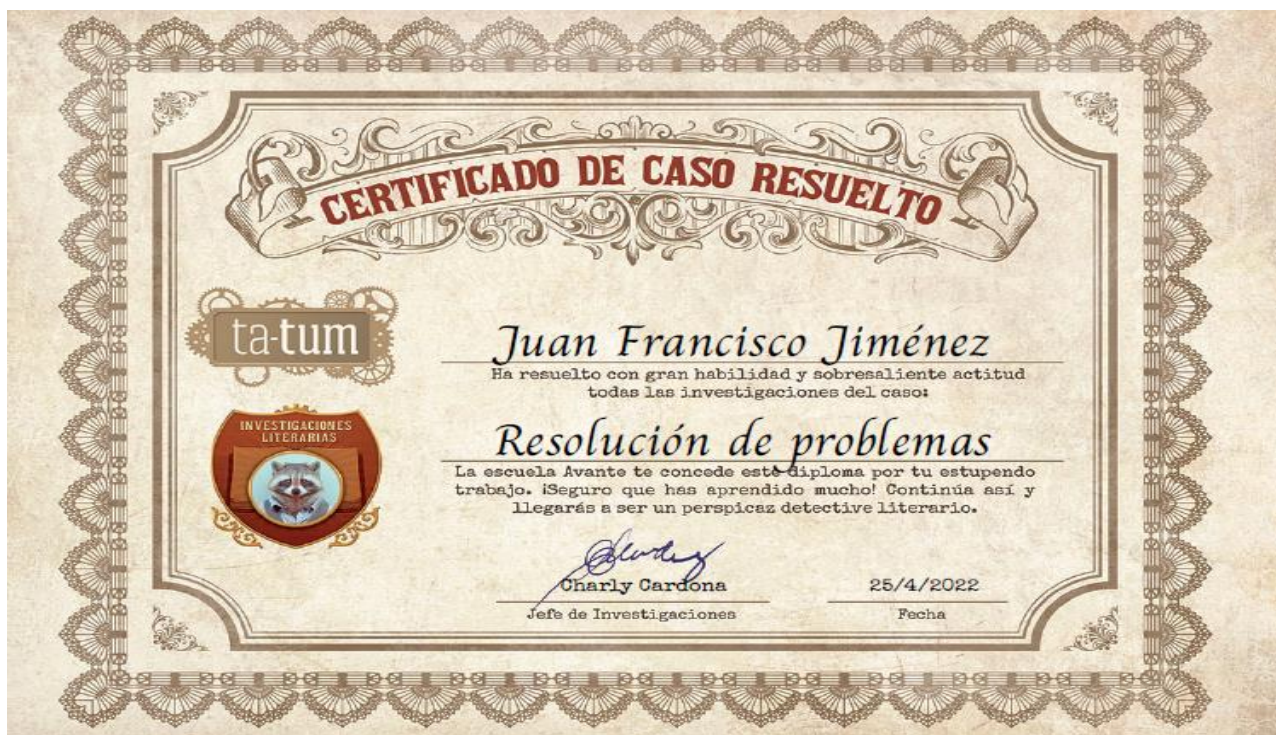 CERTIFICADO DE CASO RESUELTO
ta-tum
Juan Francisco Jiménez
Ha resuelto con gran habilidad y sobresaliente actitud
todas las investigaciones del caso:
INVESTIGACIONES
LITERARIAS
Resolución de problemas
La escuela Avante te concede este diploma por tu estupendo
trabajo. ¡Seguro que has aprendido mucho! Continúa así y
llegarás a ser un perspicaz detective literario.
Charly Cardona
25/4/2022
Jefe de Investigaciones
Fecha